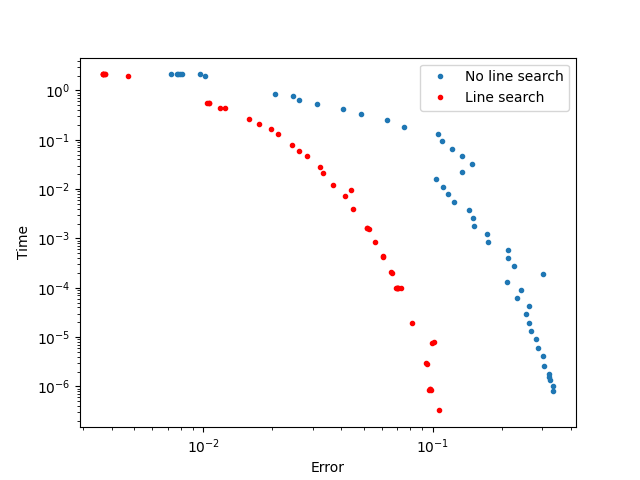 No line search
Line search
10⁰
10⁻¹
10⁻²
10⁻³
10⁻⁴
10⁻⁵
10⁻⁶
Time
10⁻²
10⁻¹
Error